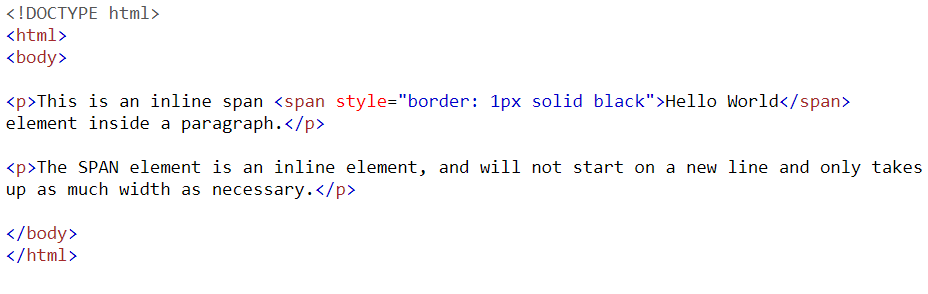 <!DOCTYPE html>
<html>
<body>
<p>This is an inline span <span style="border: 1px solid black">Hello World</span>
element inside a paragraph.</p>
<p>The SPAN element is an inline element, and will not start on a new line and only takes
up as much width as necessary.</p>
</body>
</html>